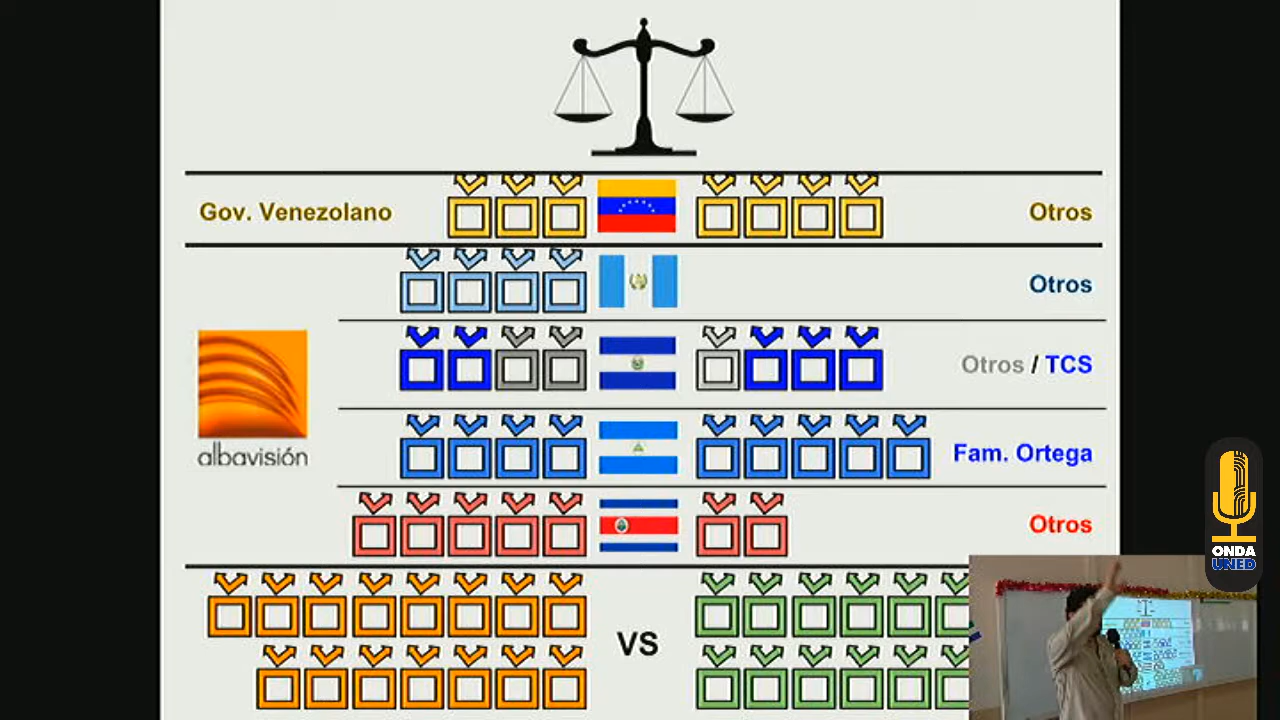 Gov. Venezolano
Otros
Otros
Otros / TCS
albavisión
Fam. Ortega
Otros
VS
ONDA
UNED